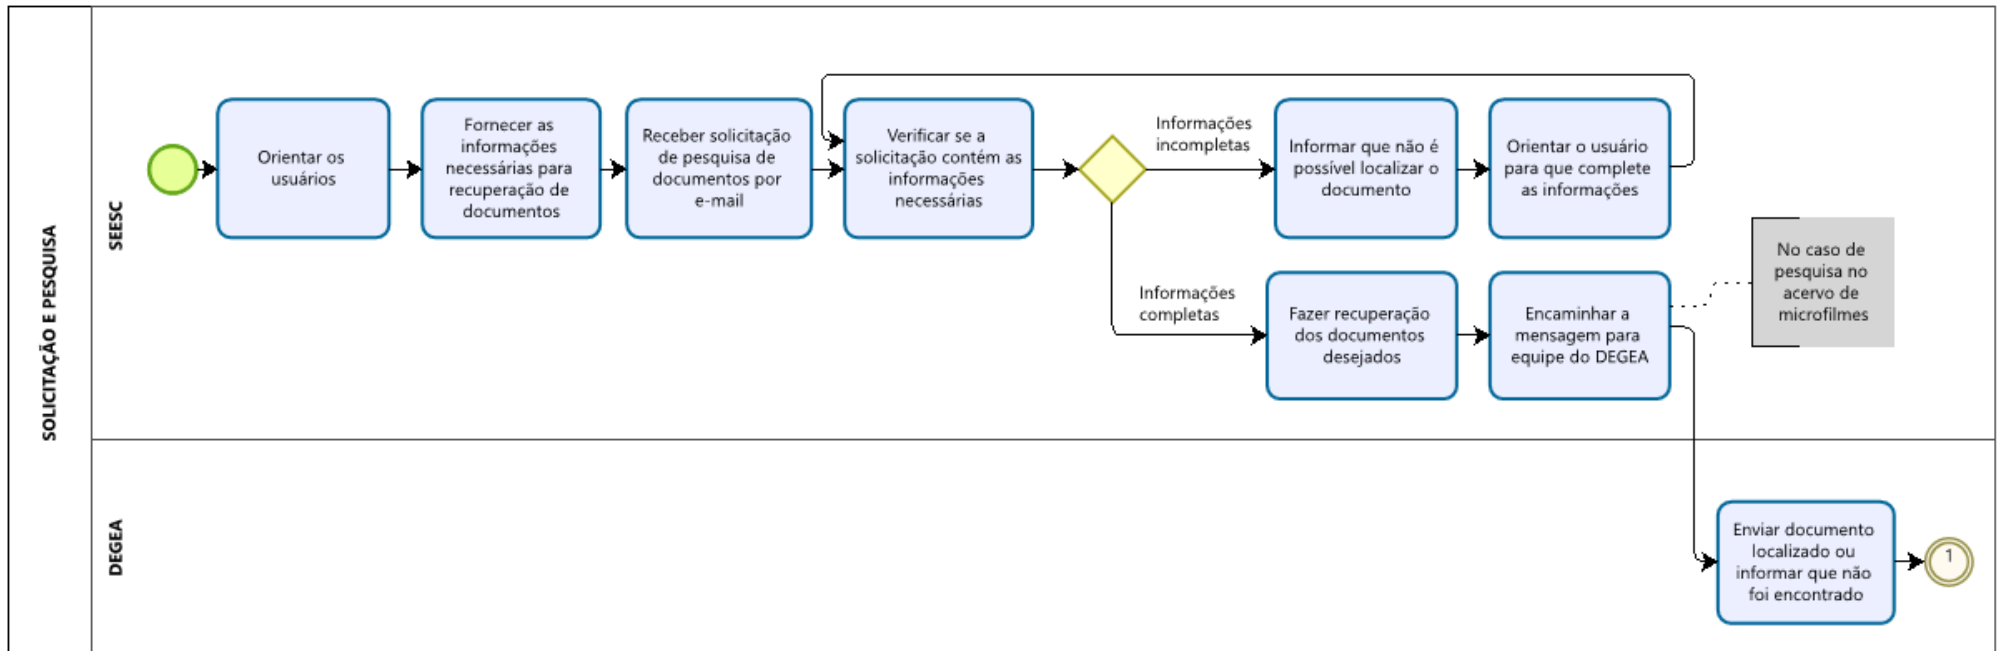 SOLICITAÇÃO E PESQUISA
SEESC
Orientar os
usuários
Fornecer as
informações
necessárias para
recuperação de
documentos
Receber solicitação
de pesquisa de
documentos por
e-mail
Verificar se a
solicitação contém as
informações
necessárias
Informações
incompletas
Informar que não é
possível localizar o
documento
Orientar o usuário
para que complete
as informações
Informações
completas
Fazer recuperação
dos documentos
desejados
Encaminhar a
mensagem para
equipe do DEGEA
No caso de
pesquisa no
acervo de
microfilmes
DEGEA
Enviar documento
localizado ou
informar que não
foi encontrado
1